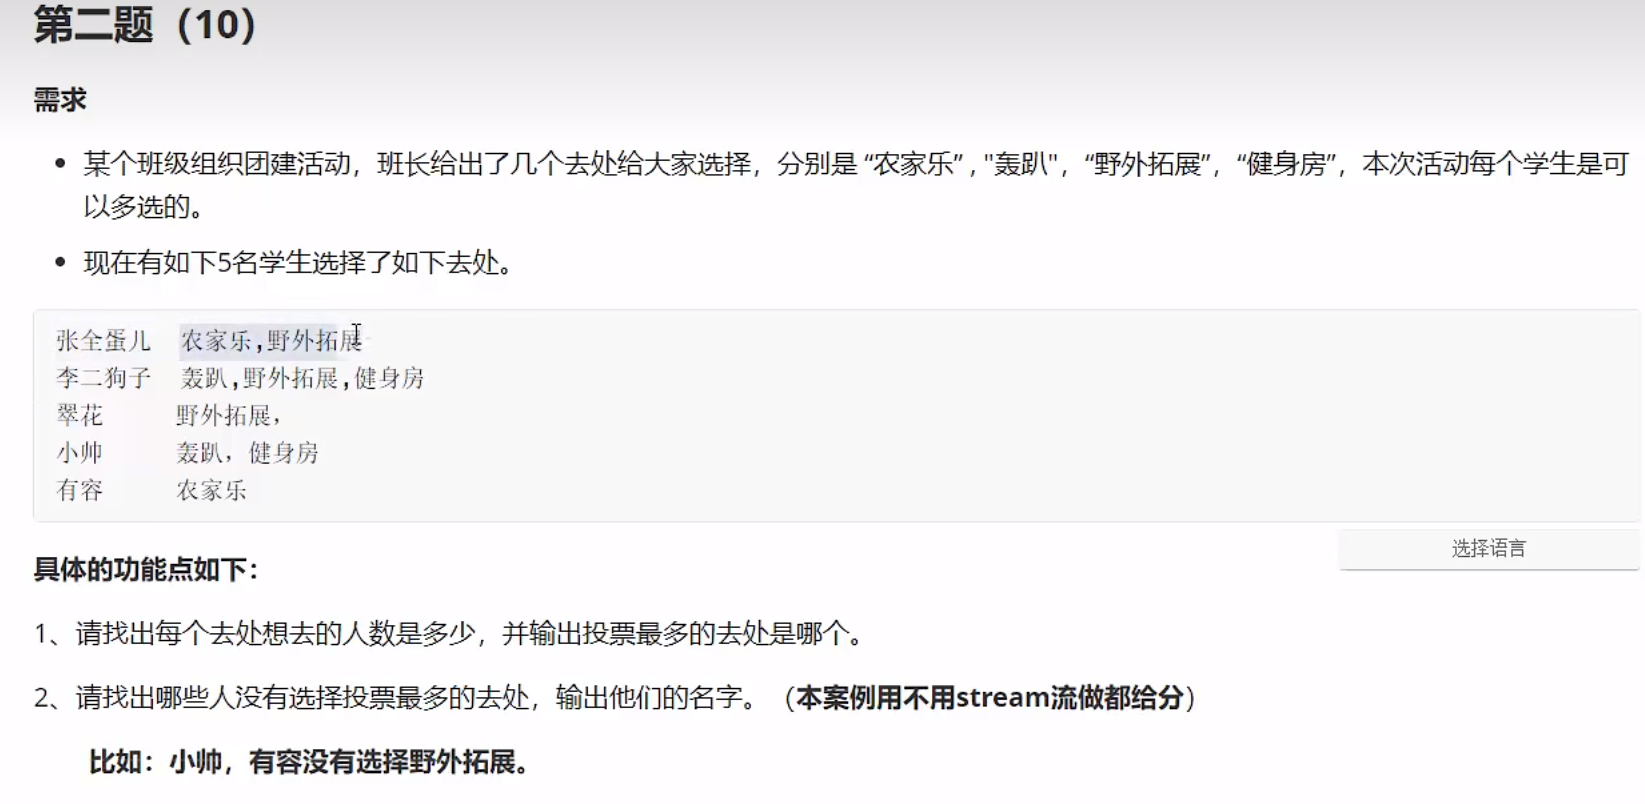 第二题（10）
需求
某个班级组织团建活动，班长给出了几个去处给大家选择，分别是 “农家乐” , "轰趴"，“野外拓展”，“健身房”，本次活动每个学生是可
以多选的。
现在有如下5名学生选择了如下去处。
张全蛋儿 农家乐,野外拓展
李二狗子 轰趴,野外拓展,健身房
翠花 野外拓展，
小帅 轰趴，健身房
有容 农家乐
选择语言
具体的功能点如下：
1、请找出每个去处想去的人数是多少，并输出投票最多的去处是哪个。
2、请找出哪些人没有选择投票最多的去处，输出他们的名字。（本案例用不用stream流做都给分）
比如：小帅，有容没有选择野外拓展。